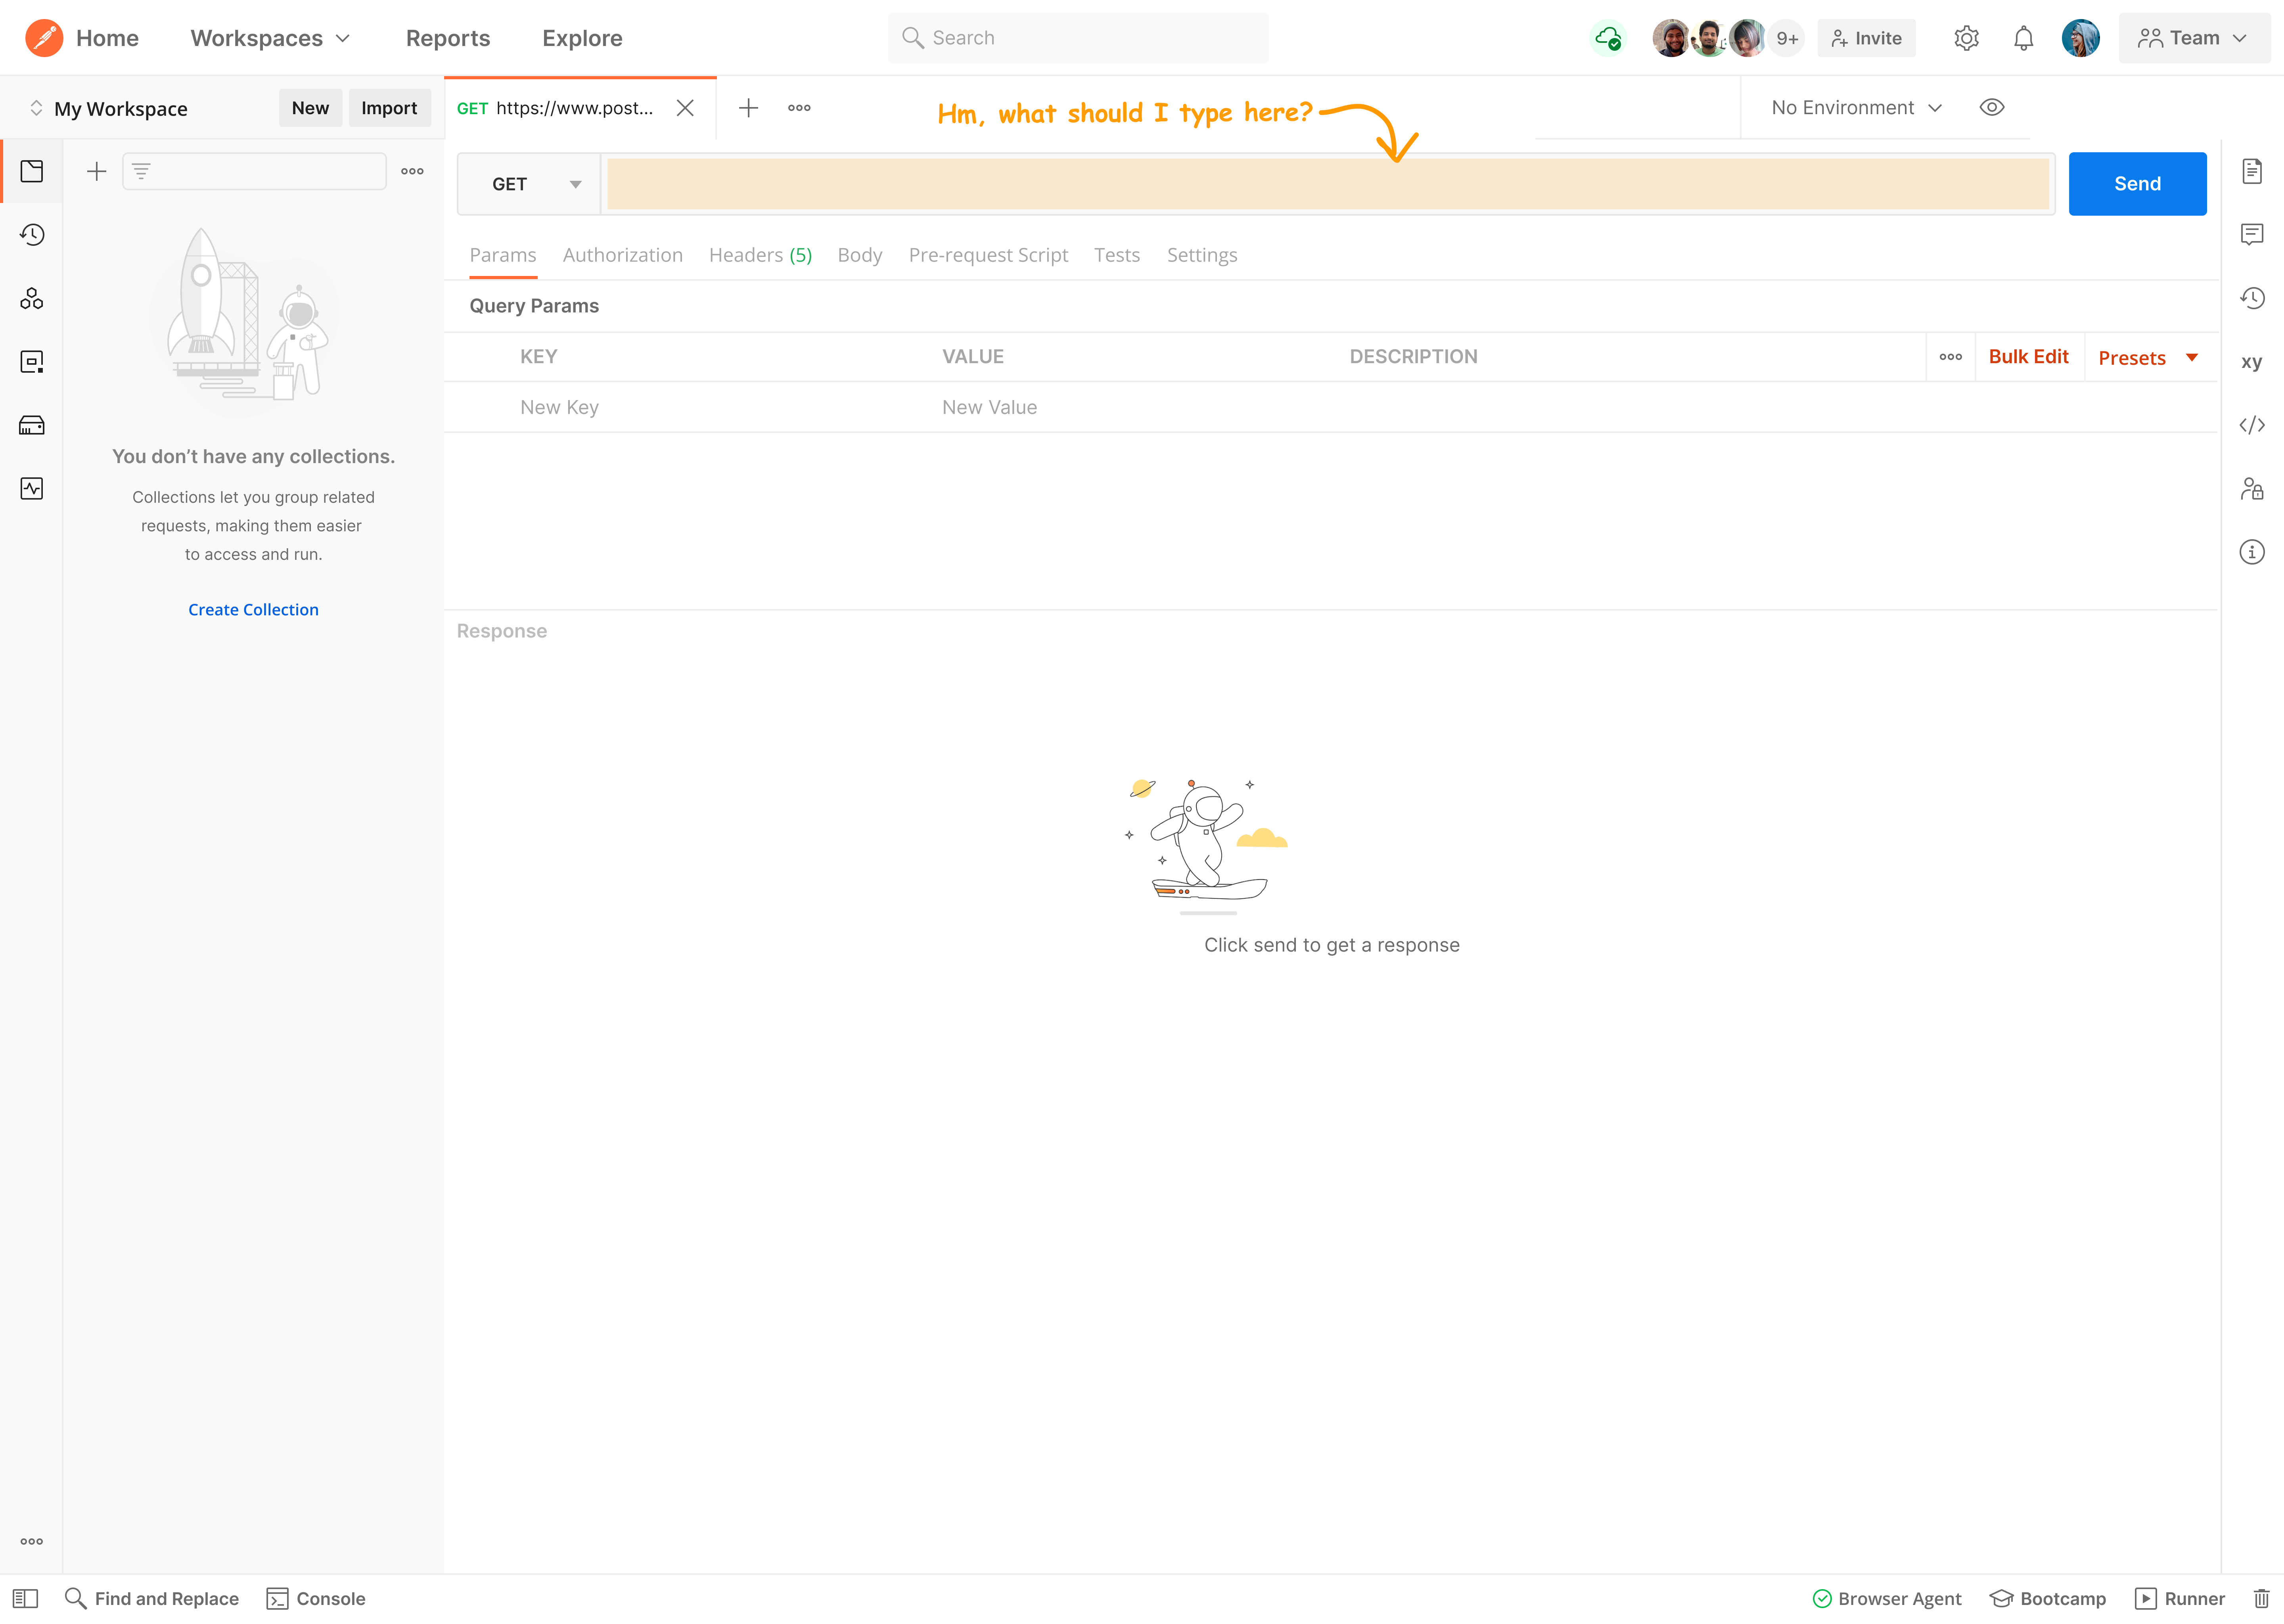 Home
Workspaces
Reports
Explore
Search
9+
Invite
Team
My Workspace
New
Import
GET https://www.post...
Hm, what should I type here?
No Environment
GET
Send
Params
Authorization
Headers (5)
Body
Pre-request Script
Tests
Settings
Query Params
KEY
VALUE
DESCRIPTION
Bulk Edit
Presets
New Key
New Value
xy
You don’t have any collections.
Collections let you group related
requests, making them easier
to access and run.
Create Collection
Response
Click send to get a response
Find and Replace
Console
Browser Agent
Bootcamp
Runner